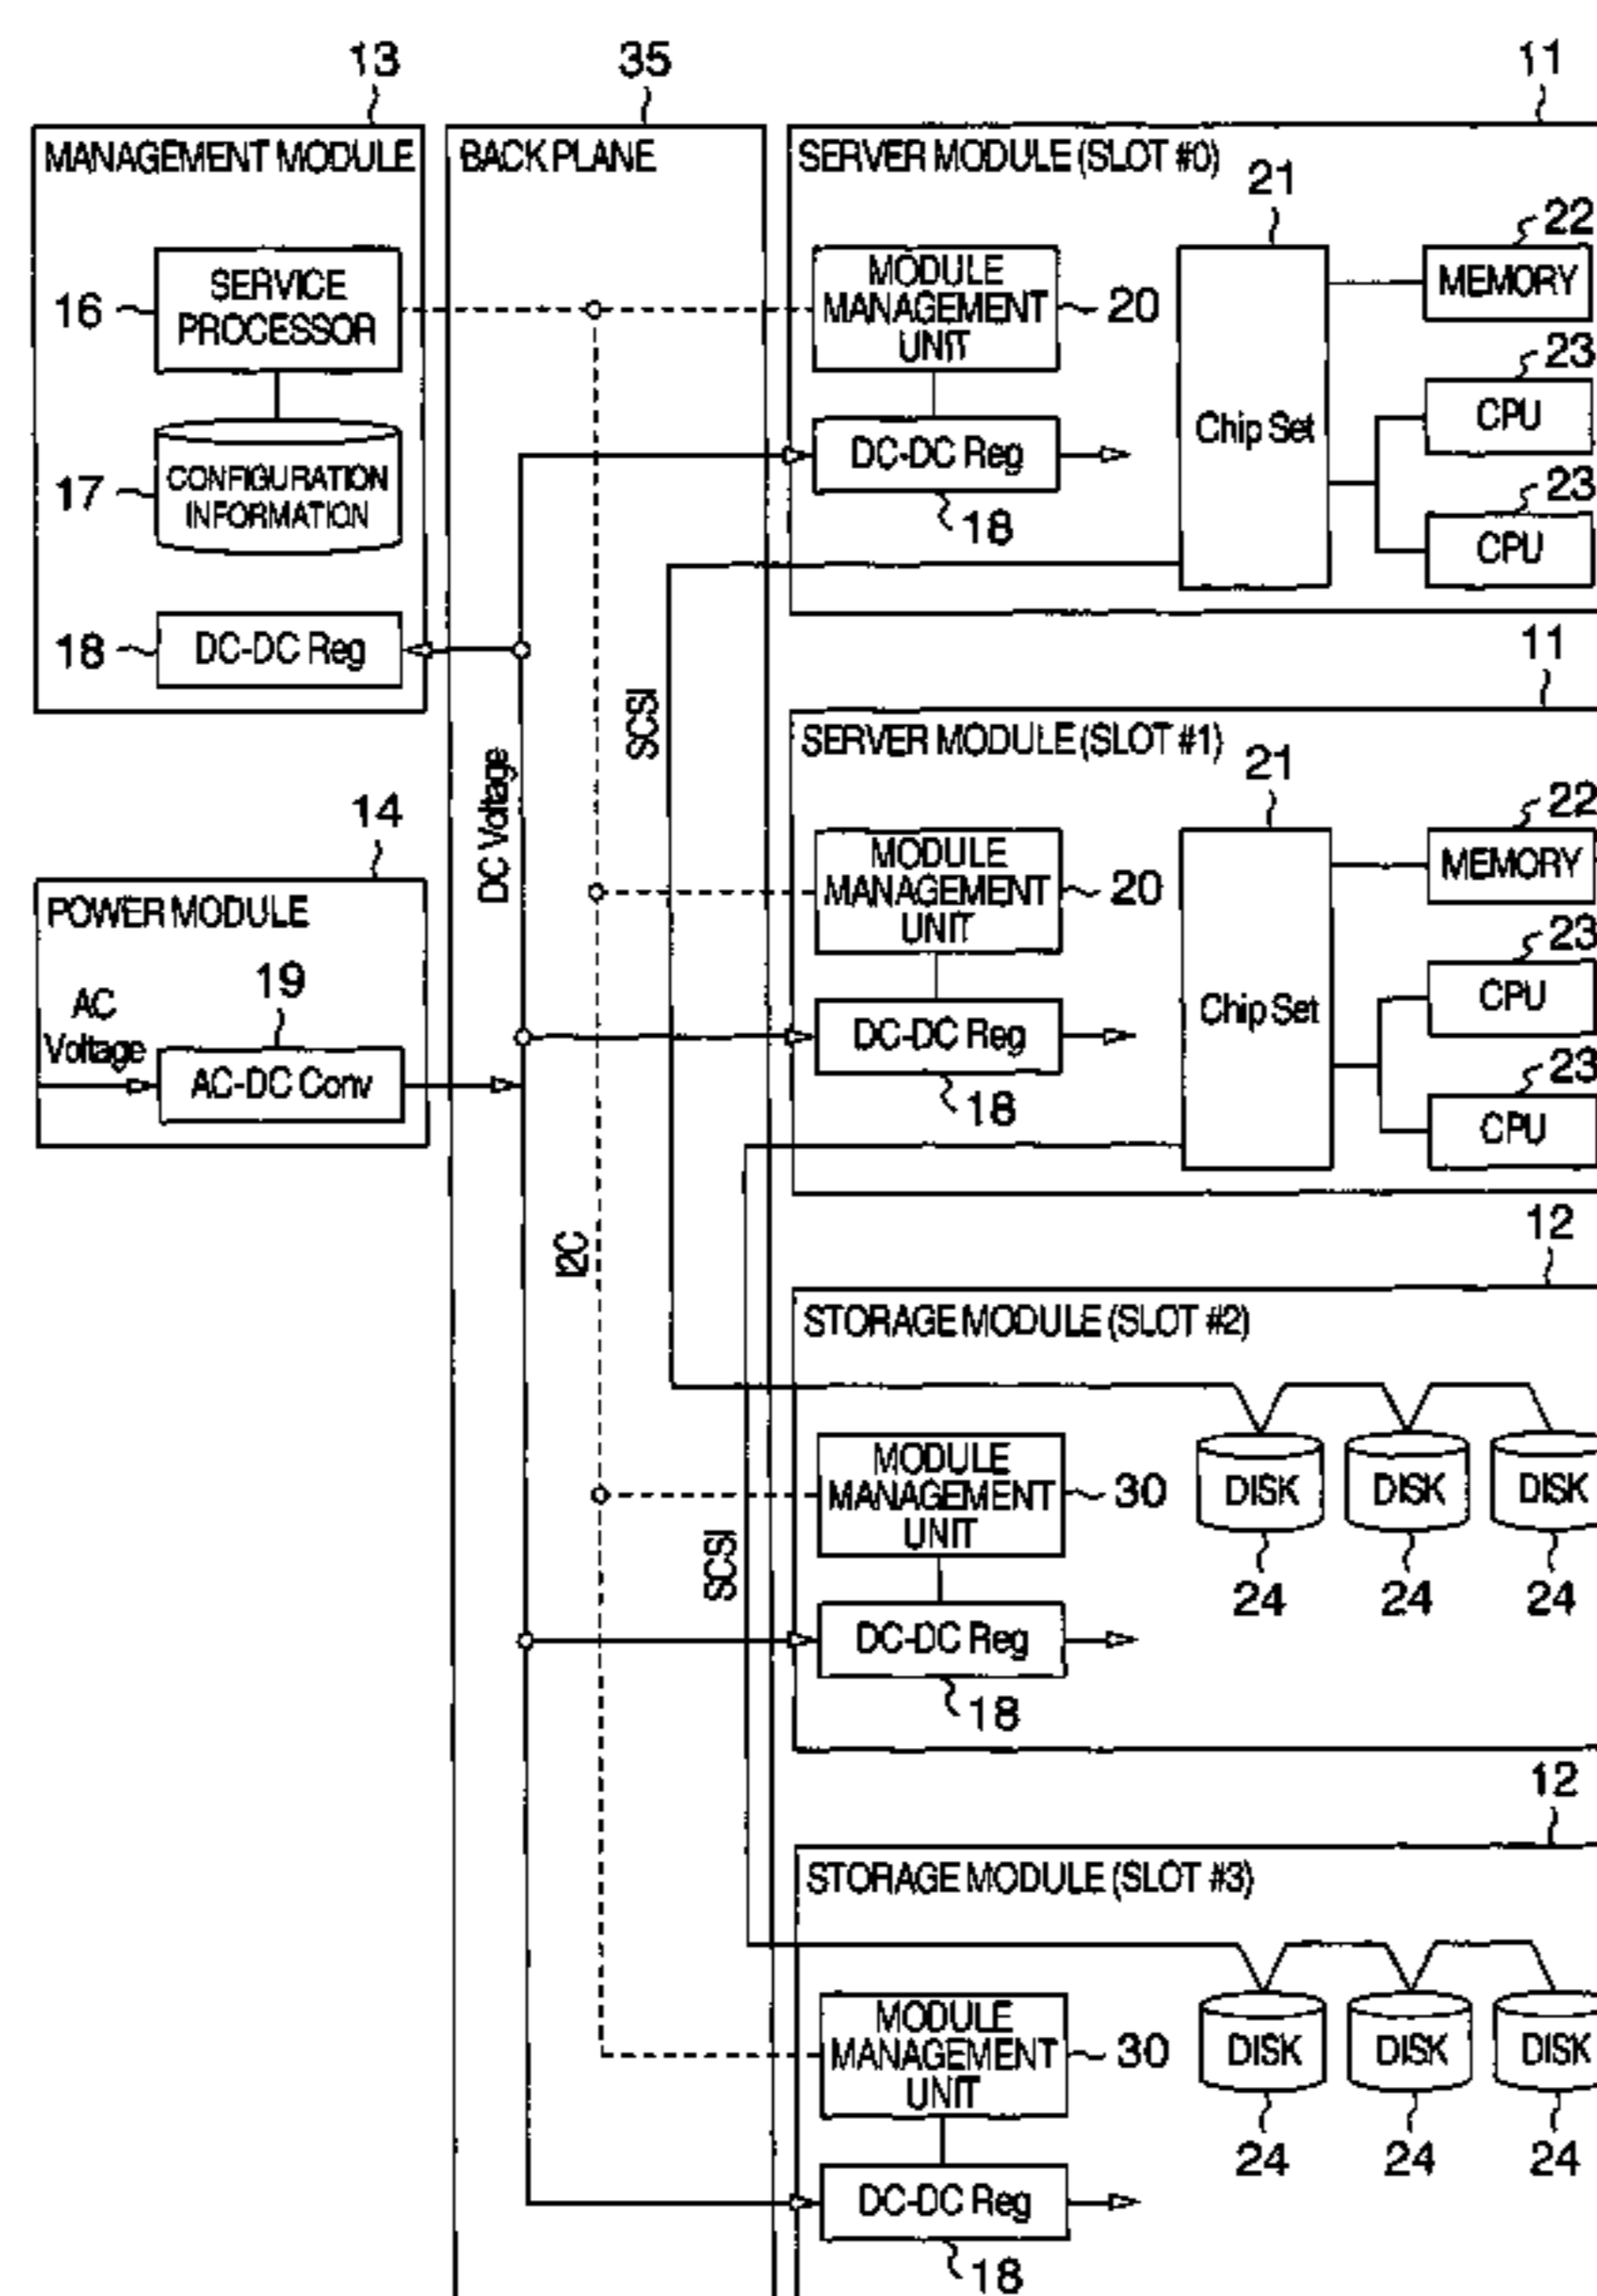 13
35
11
MANAGEMENT MODULE
BACK PLANE
SERVER MODULE (SLOT #0)
16
SERVICE
PROCESSOR
17
CONFIGURATION
INFORMATION
18
DC-DC Reg
MODULE
MANAGEMENT
UNIT
20
DC-DC Reg
18
21
Chip Set
22
MEMORY
23
CPU
23
CPU
14
POWER MODULE
AC
Voltage
19
AC-DC Conv
DC Voltage
I2C
SCSI
SCSI
11
SERVER MODULE (SLOT #1)
MODULE
MANAGEMENT
UNIT
20
DC-DC Reg
18
21
Chip Set
22
MEMORY
23
CPU
23
CPU
12
STORAGE MODULE (SLOT #2)
MODULE
MANAGEMENT
UNIT
30
DC-DC Reg
18
DISK
DISK
DISK
24
24
24
12
STORAGE MODULE (SLOT #3)
MODULE
MANAGEMENT
UNIT
30
DC-DC Reg
18
DISK
DISK
DISK
24
24
24